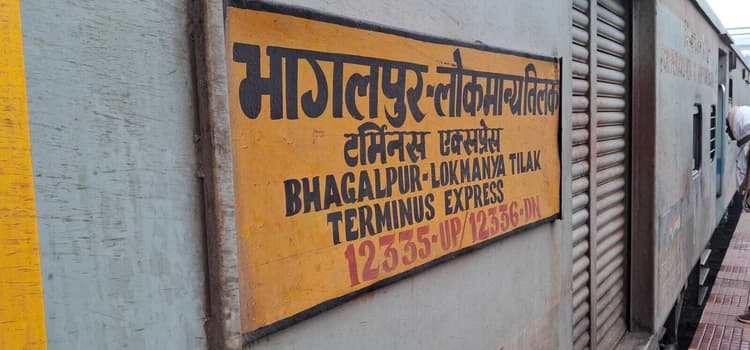 भागलपुर-लोकमान्यतिलक
टर्मिनस एक्सप्रेस
BHAGALPUR-LOKMANYA TILAK
TERMINUS EXPRESS
12335-UP/12336-DN